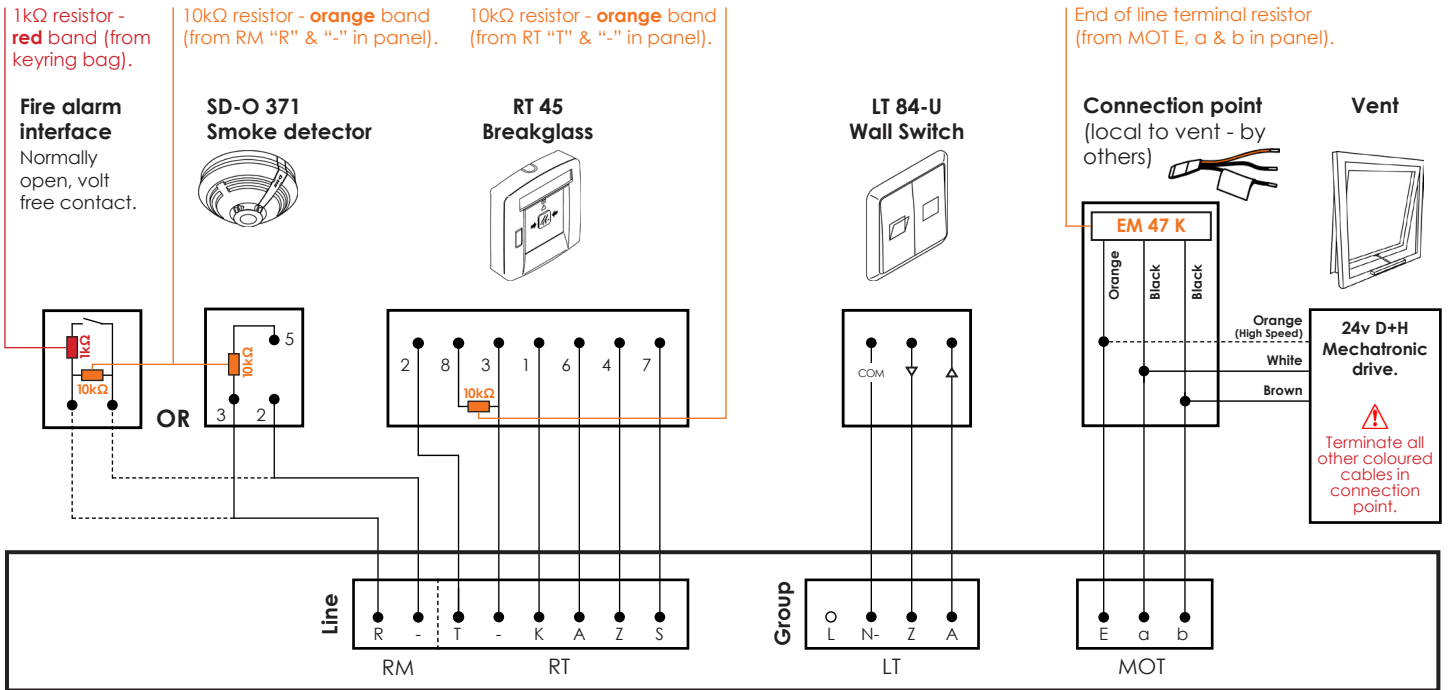 1kΩ resistor -
red band (from
keyring bag).
10kΩ resistor - orange band
(from RM “R” & “-” in panel).
10kΩ resistor - orange band
(from RT “T” & “-” in panel).
End of line terminal resistor
(from MOT E, a & b in panel).
Fire alarm
interface
Normally
open, volt
free contact.
SD-O 371
Smoke detector
RT 45
Breakglass
LT 84-U
Wall Switch
Connection point
(local to vent - by
others)
Vent
1kΩ
10kΩ
OR
10kΩ
5
3 2
2 8 3 1 6 4 7
10kΩ
COM
EM 47 K
Orange
Black
Black
Orange
(High Speed)
White
Brown
24v D+H
Mechatronic
drive.
Terminate all
other coloured
cables in
connection
point.
Line
R - T - K A Z S
RM RT
Group
L N- Z A
LT
E a b
MOT